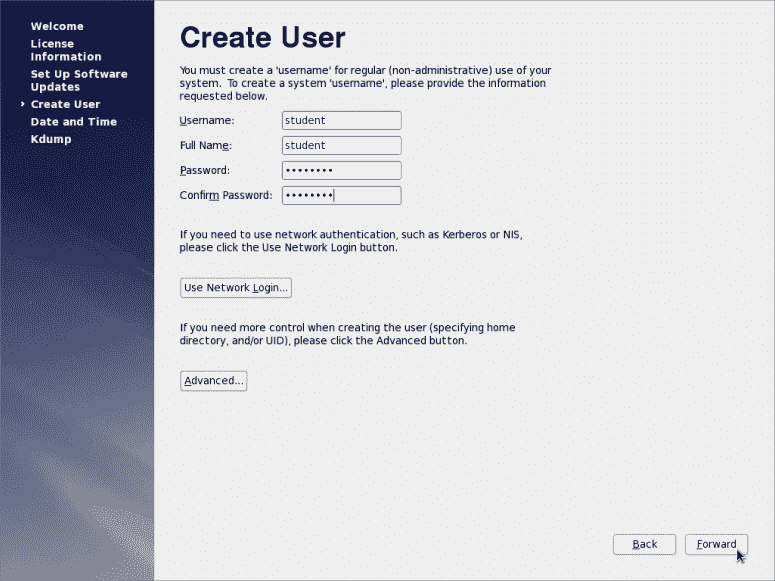 Welcome
License
Information
Set Up Software
Updates
Create User
Date and Time
Kdump
Create User
You must create a 'username' for regular (non-administrative) use of your
system.  To create a system 'username', please provide the information
requested below.
Username: student
Full Name: student
Password: ••••••••
Confirm Password: ••••••••
If you need to use network authentication, such as Kerberos or NIS,
please click the Use Network Login button.
Use Network Login...
If you need more control when creating the user (specifying home
directory, and/or UID), please click the Advanced button.
Advanced...
Back Forward